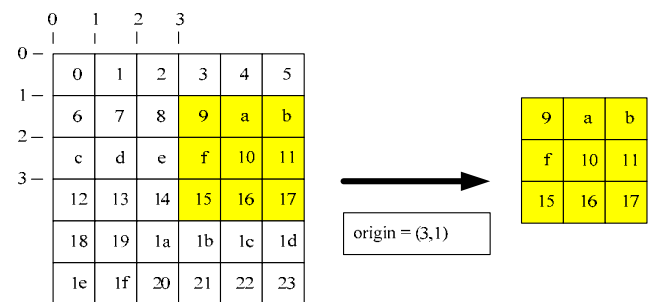 0 1 2 3
0
0 1 2 3 4 5
1
6 7 8 9 a b
2
c d e f 10 11
3
12 13 14 15 16 17
18 19 1a 1b 1c 1d
1e 1f 20 21 22 23
origin = (3,1)
9 a b
f 10 11
15 16 17